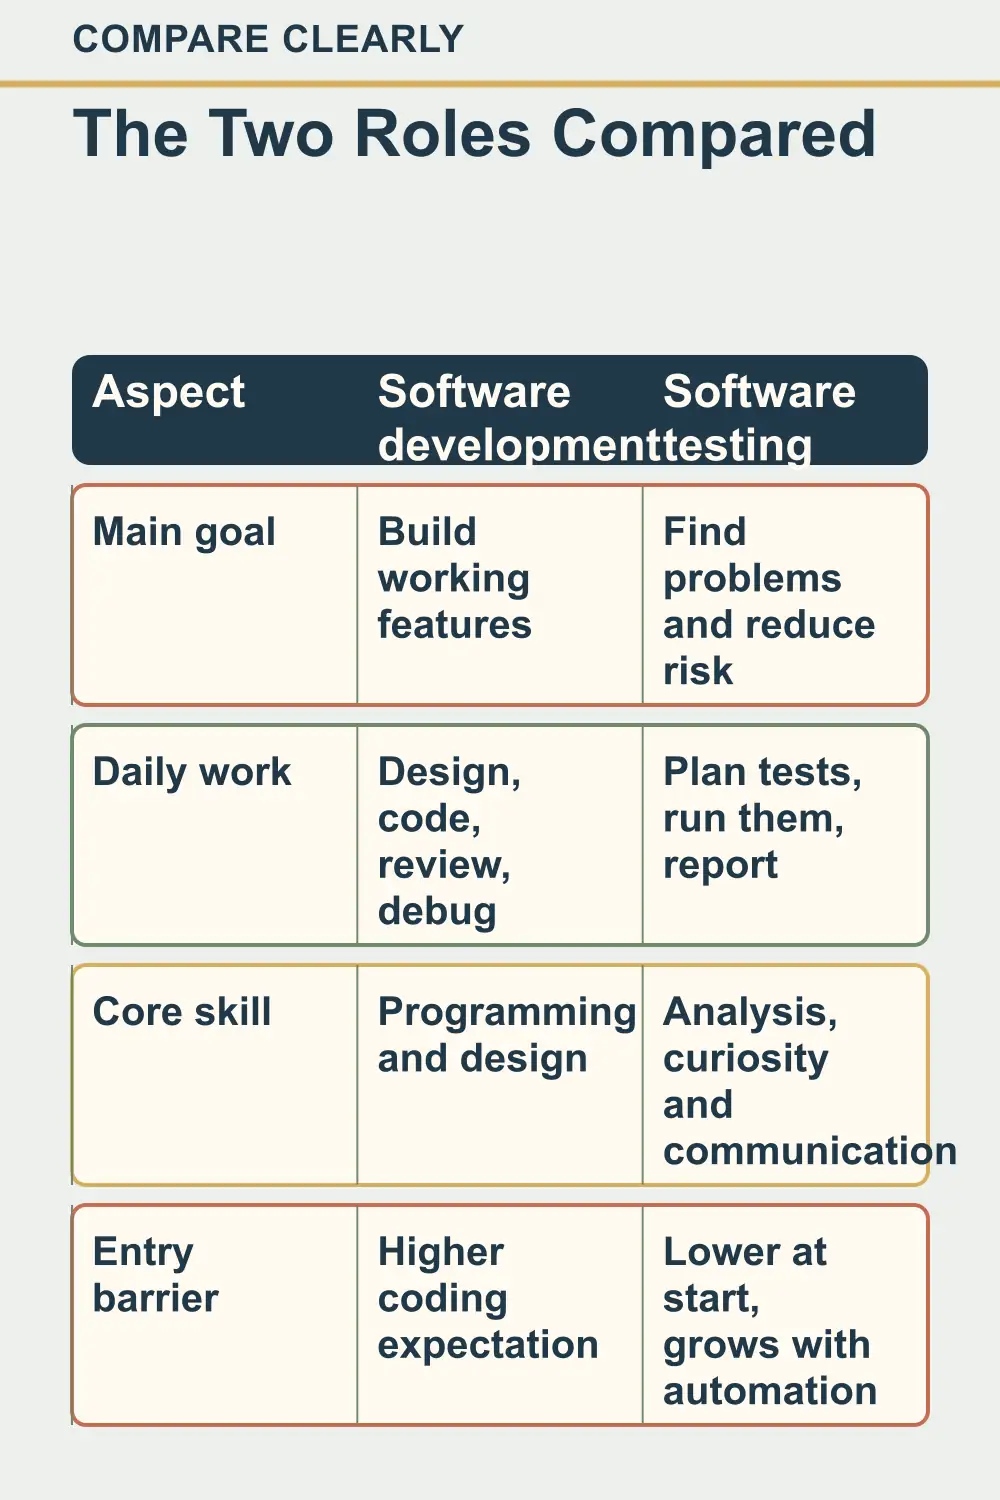 COMPARE CLEARLY
The Two Roles Compared
Aspect
Software
development
Software
testing
Main goal
Build
working
features
Find
problems
and reduce
risk
Daily work
Design,
code,
review,
debug
Plan tests,
run them,
report
Core skill
Programming
and design
Analysis,
curiosity
and
communication
Entry
barrier
Higher
coding
expectation
Lower at
start,
grows with
automation